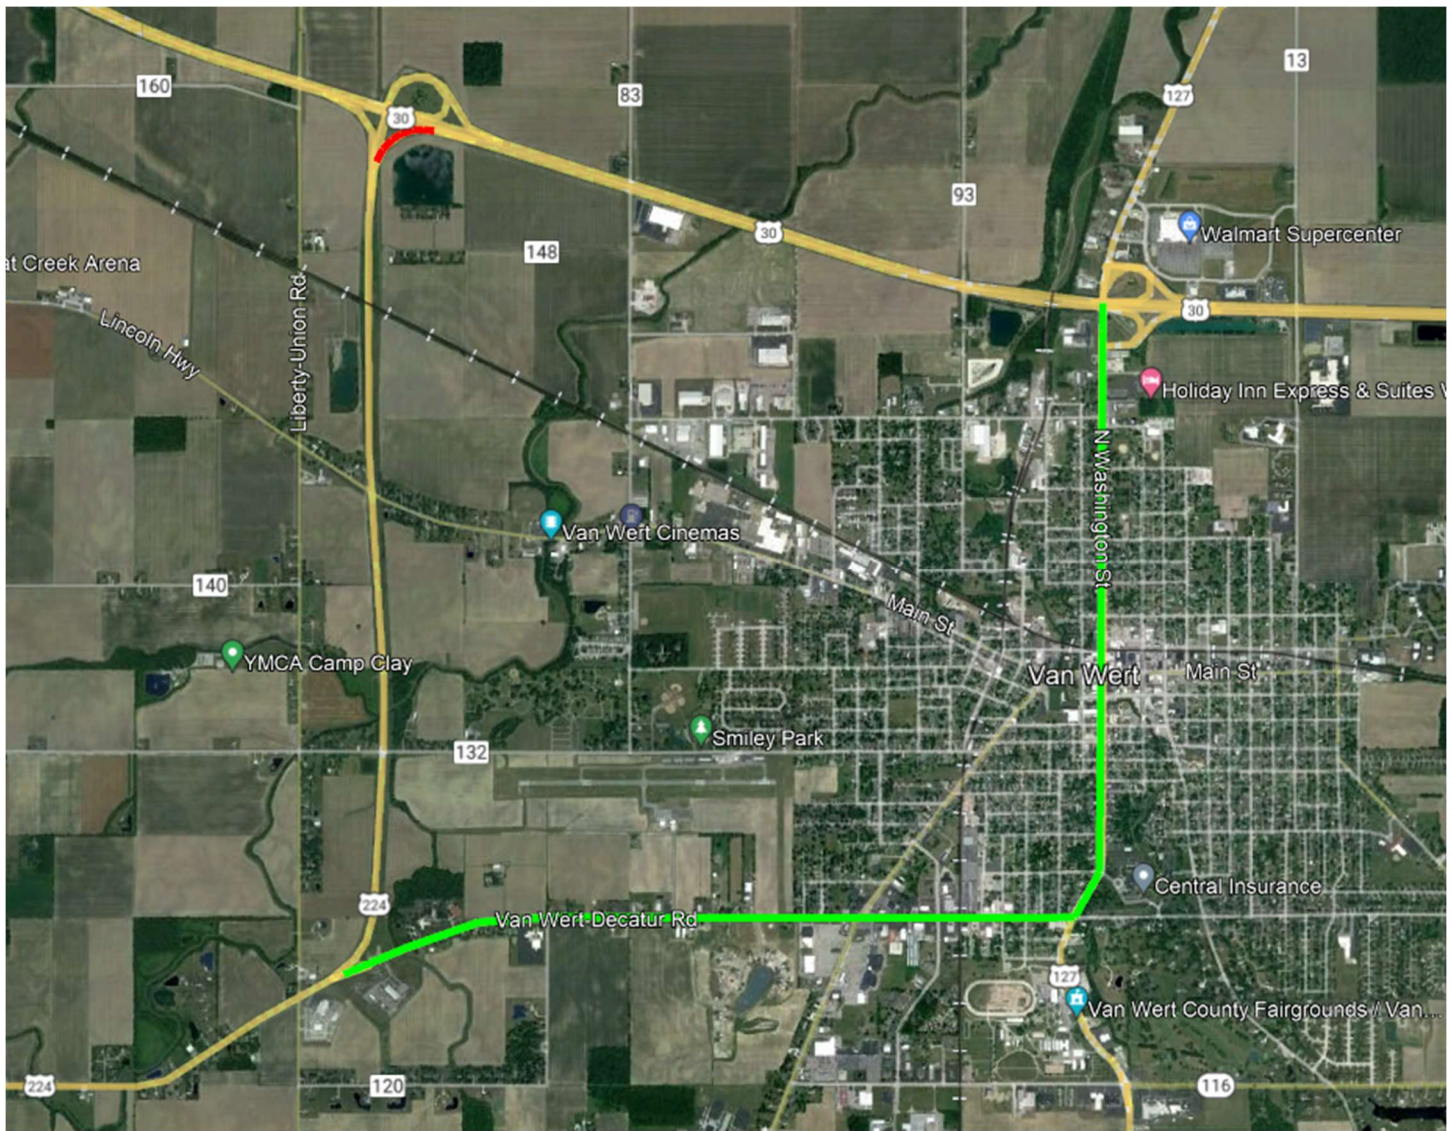 13
160
83
127
30
93
30
Walmart Supercenter
148
at Creek Arena
30
Liberty-Union Rd
Lincoln Hwy
Holiday Inn Express & Suites
N Washington St
Van Wert Cinemas
140
Main St
YMCA Camp Clay
Van Wert
Main St
Smiley Park
132
Central Insurance
224
Van Wert Decatur Rd
127
Van Wert County Fairgrounds / Van...
224
120
116